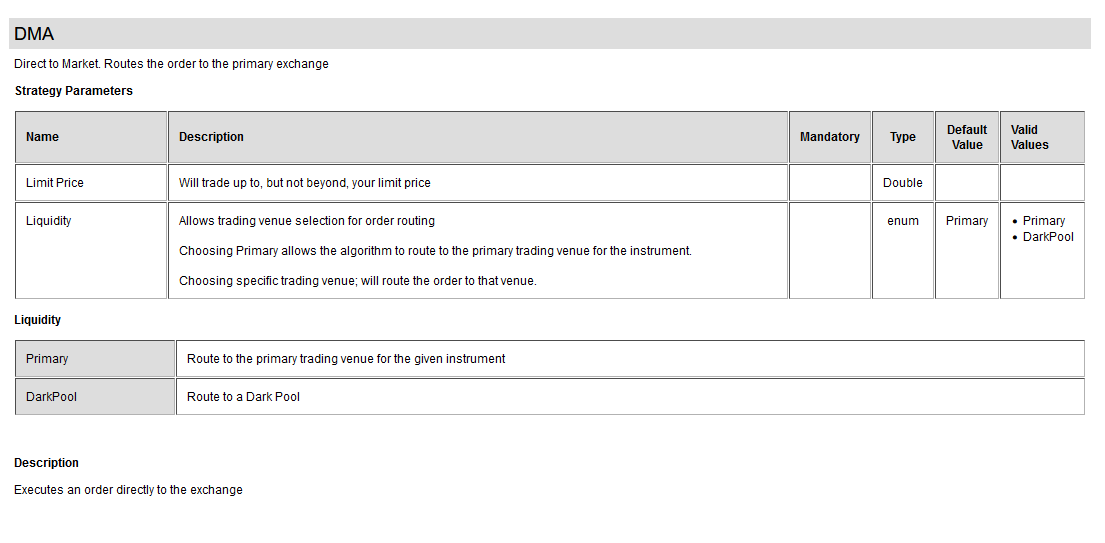 DMA
Direct to Market. Routes the order to the primary exchange
Strategy Parameters
Name Description Mandatory Type Default Value Valid Values
Limit Price Will trade up to, but not beyond, your limit price Double
Liquidity Allows trading venue selection for order routing enum Primary • Primary
• DarkPool
Choosing Primary allows the algorithm to route to the primary trading venue for the instrument.
Choosing specific trading venue; will route the order to that venue.
Liquidity
Primary Route to the primary trading venue for the given instrument
DarkPool Route to a Dark Pool
Description
Executes an order directly to the exchange